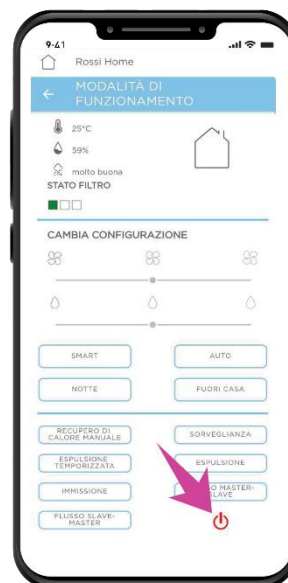 9:41
Rossi Home
MODALITÀ DI
FUNZIONAMENTO
25°C
59%
molto buona
STATO FILTRO
CAMBIA CONFIGURAZIONE
SMART
AUTO
NOTTE
FUORI CASA
RECUPERO DI
CALORE MANUALE
SORVEGLIANZA
ESPULSIONE
TEMPORIZZATA
ESPULSIONE
IMMISSIONE
MASTER-
SLAVE
FLUSSO SLAVE-
MASTER